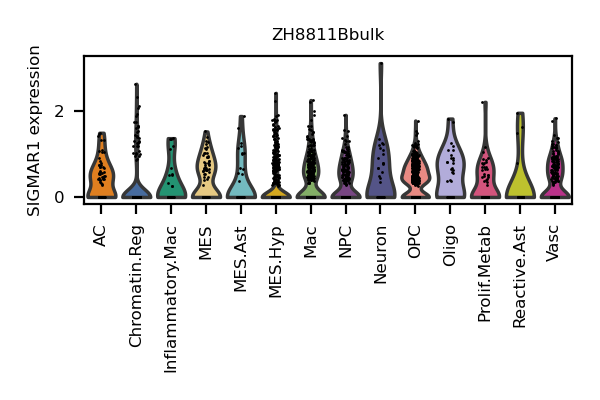 ZH8811Bbulk
SIGMAR1 expression
2
0
AC
Chromatin.Reg
Inflammatory.Mac
MES
MES.Ast
MES.Hyp
Mac
NPC
Neuron
OPC
Oligo
Prolif.Metab
Reactive.Ast
Vasc